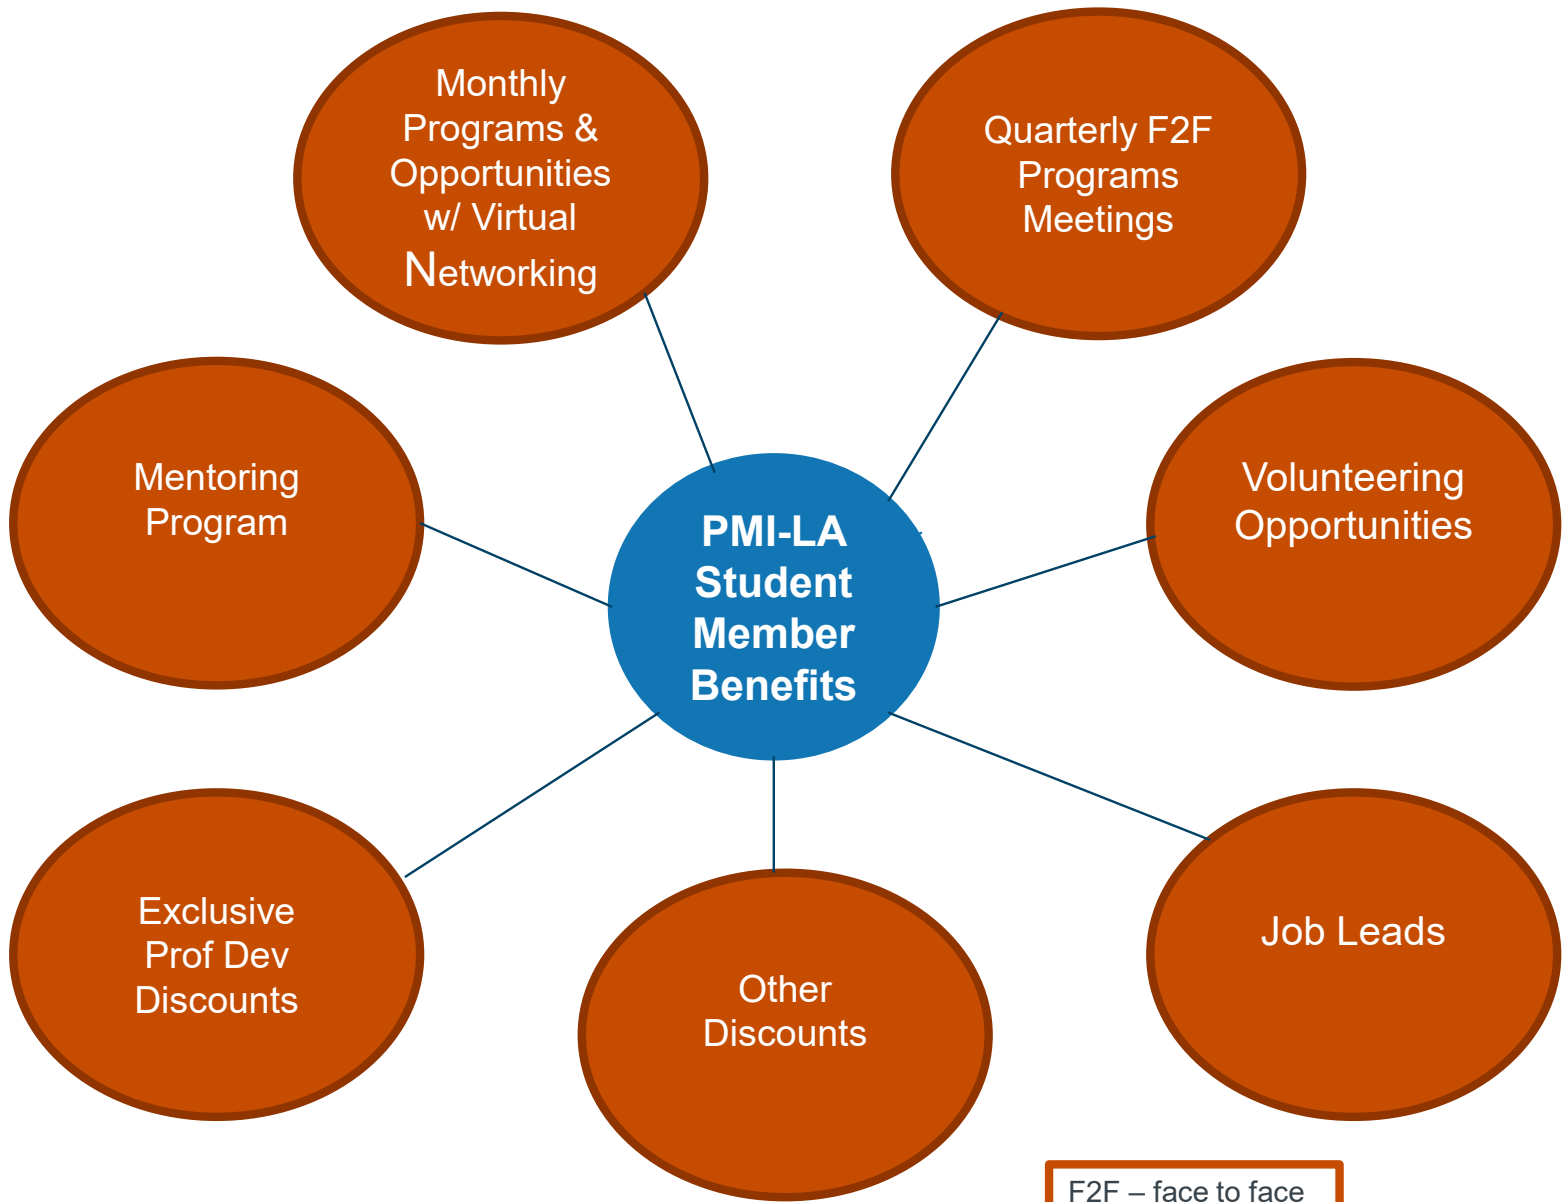 Monthly
Programs &
Opportunities
w/ Virtual
Networking
Quarterly F2F
Programs
Meetings
Mentoring
Program
PMI-LA
Student
Member
Benefits
Volunteering
Opportunities
Exclusive
Prof Dev
Discounts
Other
Discounts
Job Leads
F2F – face to face